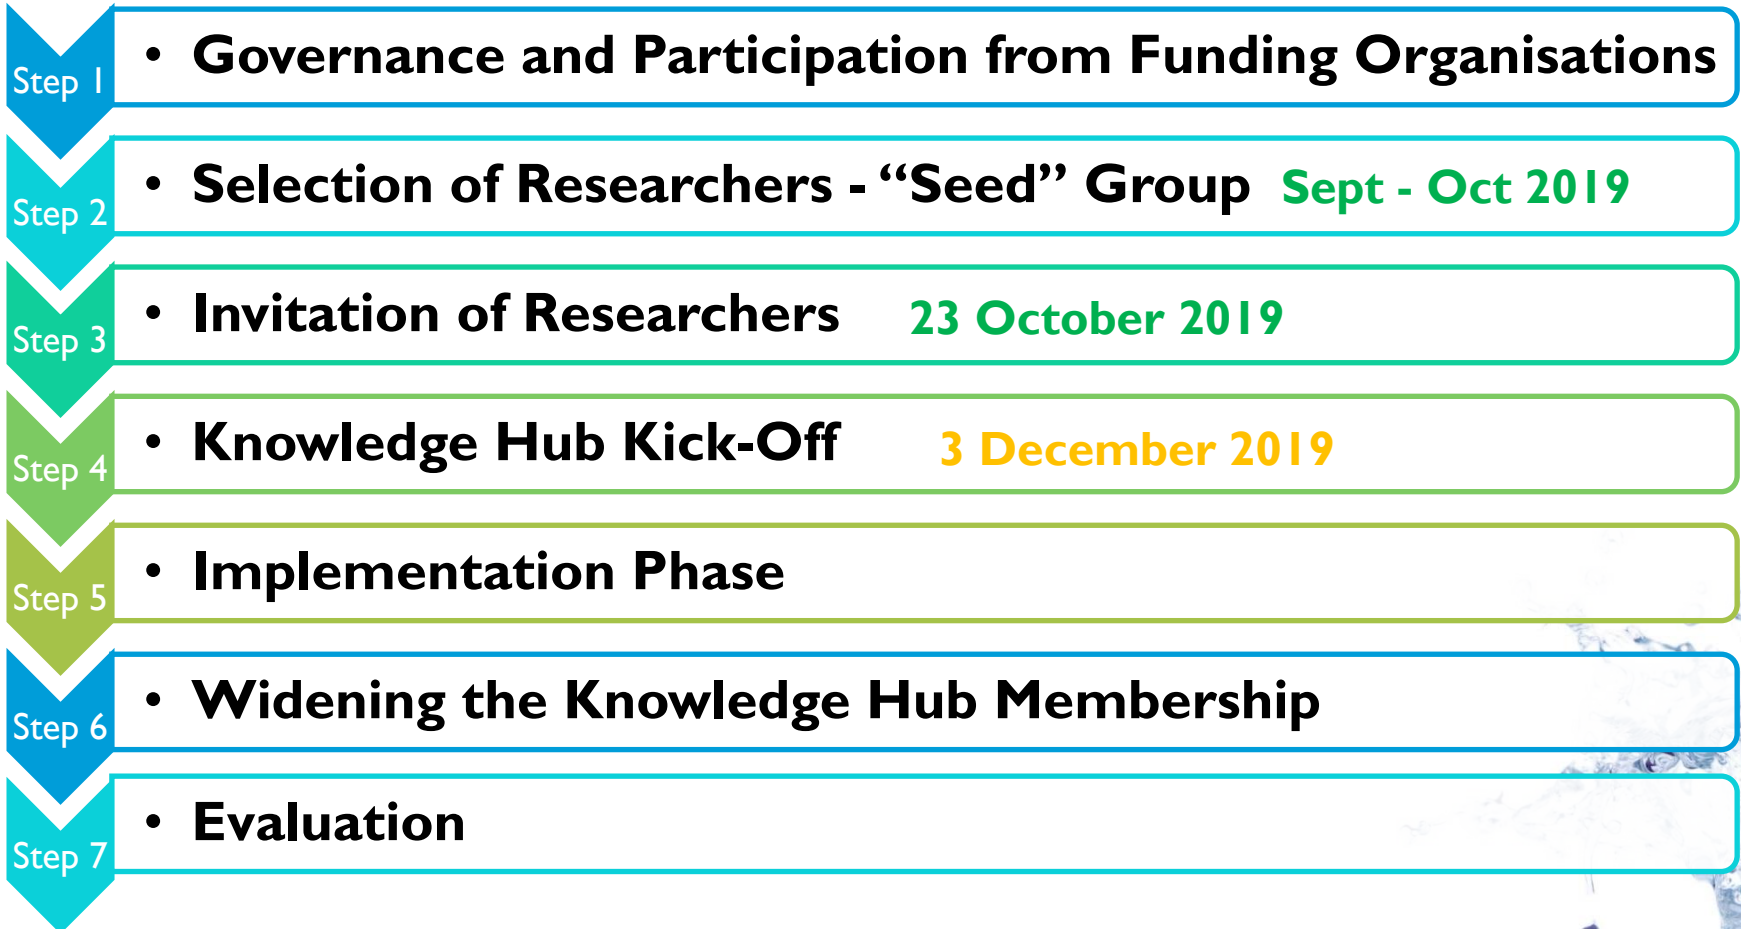 Step 1
• Governance and Participation from Funding Organisations
Step 2
• Selection of Researchers - “Seed” Group Sept - Oct 2019
Step 3
• Invitation of Researchers 23 October 2019
Step 4
• Knowledge Hub Kick-Off 3 December 2019
Step 5
• Implementation Phase
Step 6
• Widening the Knowledge Hub Membership
Step 7
• Evaluation